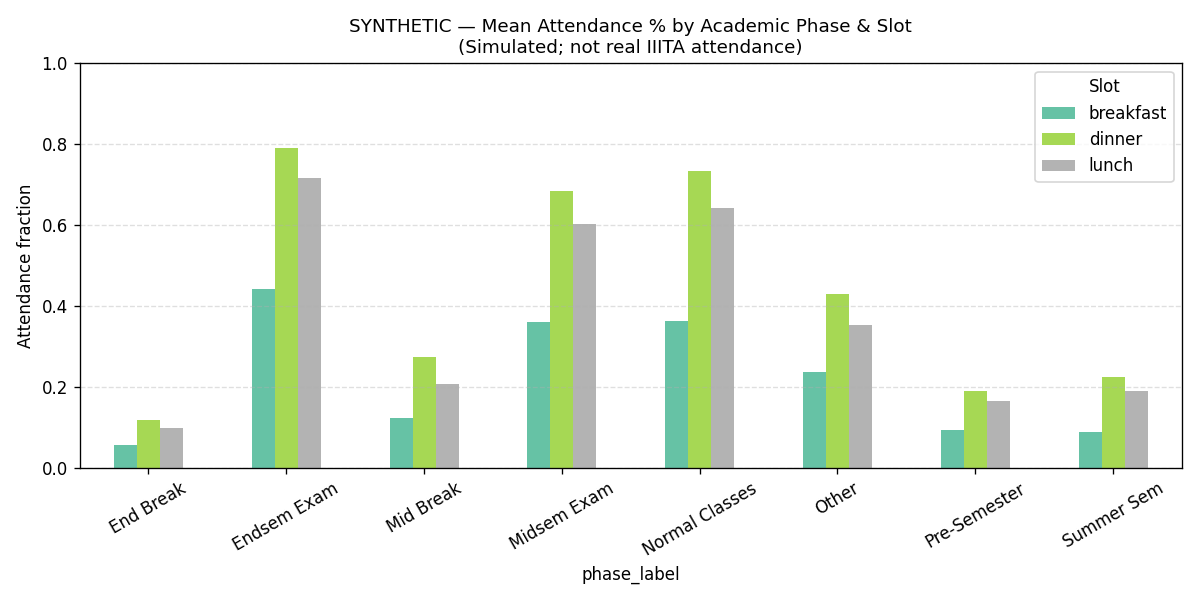 SYNTHETIC — Mean Attendance % by Academic Phase & Slot
(Simulated; not real IIITA attendance)
Attendance fraction
1.0
0.8
0.6
0.4
0.2
0.0
Slot
breakfast
dinner
lunch
End Break
Endsem Exam
Mid Break
Midsem Exam
Normal Classes
Other
Pre-Semester
Summer Sem
phase_label